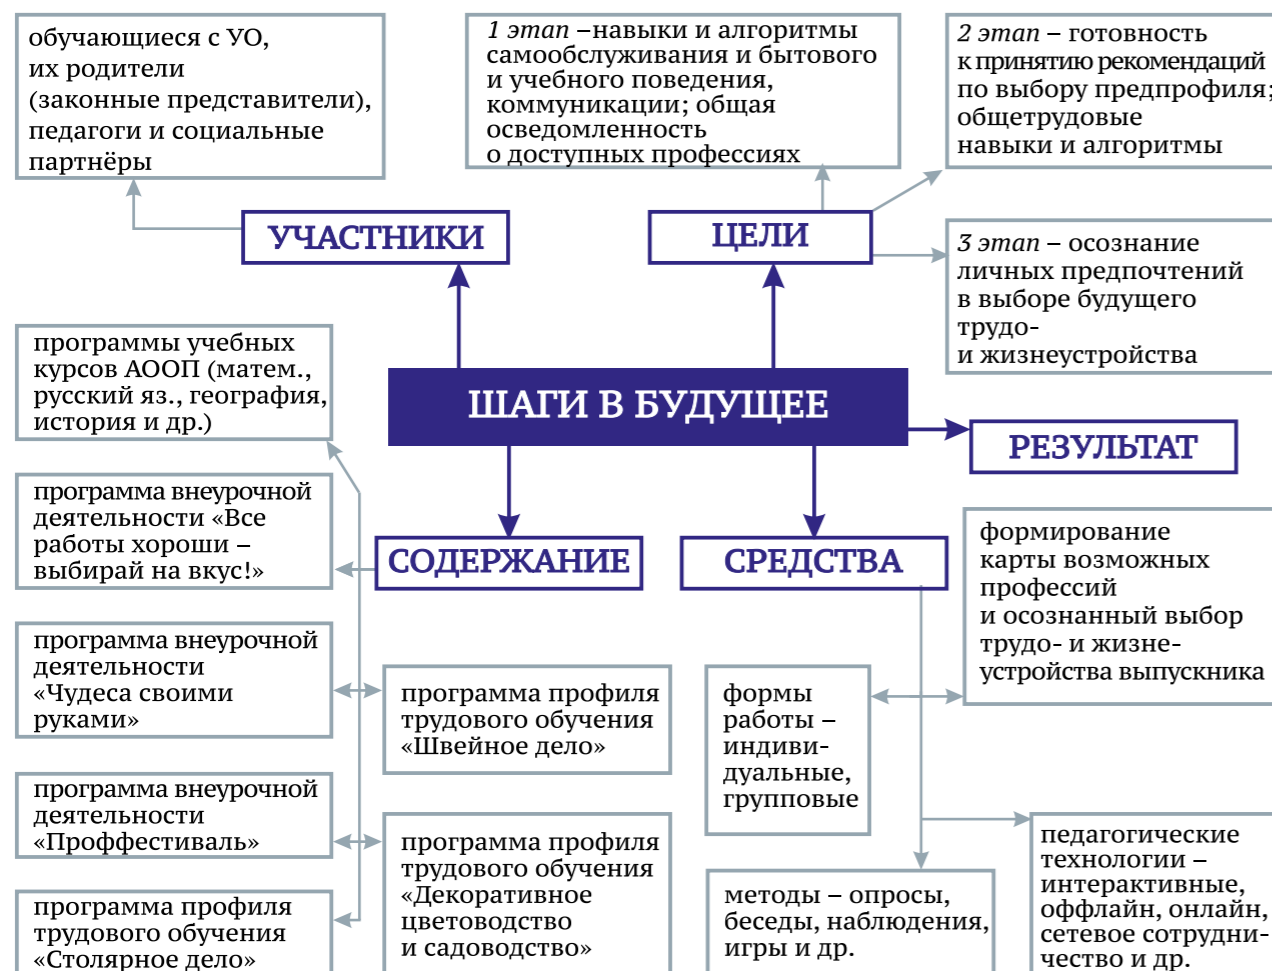 обучающиеся с УО,
их родители
(законные представители),
педагоги и социальные
партнёры
1 этап –навыки и алгоритмы
самообслуживания и бытового
и учебного поведения,
коммуникации; общая
осведомленность
о доступных профессиях
2 этап – готовность
к принятию рекомендаций
по выбору предпрофиля;
общетрудовые
навыки и алгоритмы
УЧАСТНИКИ
ЦЕЛИ
3 этап – осознание
личных предпочтений
в выборе будущего
трудо-
и жизнеустройства
программы учебных
курсов АООП (матем.,
русский яз., география,
история и др.)
ШАГИ В БУДУЩЕЕ
РЕЗУЛЬТАТ
программа внеурочной
деятельности «Все
работы хороши –
выбирай на вкус!»
СОДЕРЖАНИЕ
СРЕДСТВА
формирование
карты возможных
профессий
и осознанный выбор
трудо- и жизне-
устройства выпускника
программа внеурочной
деятельности
«Чудеса своими
руками»
программа профиля
трудового обучения
«Швейное дело»
формы
работы –
индиви-
дуальные,
групповые
программа внеурочной
деятельности
«Проффестиваль»
программа профиля
трудового обучения
«Декоративное
цветоводство
и садоводство»
педагогические
технологии –
интерактивные,
оффлайн, онлайн,
сетевое сотрудни-
чество и др.
методы – опросы,
беседы, наблюдения,
игры и др.
программа профиля
трудового обучения
«Столярное дело»